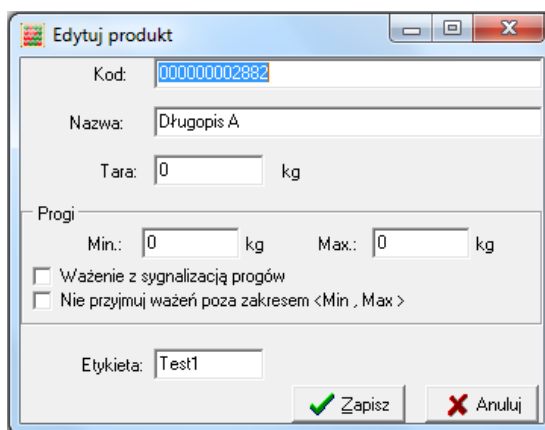 Edytuj produkt
Kod: 000000002882
Nazwa: Długopis A
Tara: 0 kg
Progi
Min.: 0 kg Max.: 0 kg
Ważenie z sygnalizacją progów
Nie przyjmuj ważeń poza zakresem <Min , Max >
Etykieta: Test1
Zapisz Anuluj